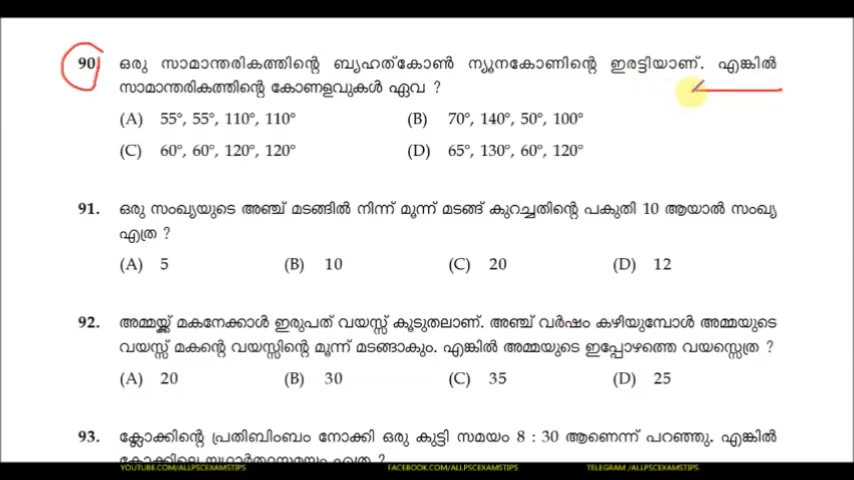 90. ഒരു സാമാന്തരികത്തിന്റെ ബൃഹത്കോൺ ന്യൂനകോണിന്റെ ഇരട്ടിയാണ്. എങ്കിൽ
സാമാന്തരികത്തിന്റെ കോണളവുകൾ ഏവ ?
(A) 55°, 55°, 110°, 110° (B) 70°, 140°, 50°, 100°
(C) 60°, 60°, 120°, 120° (D) 65°, 130°, 60°, 120°
91. ഒരു സംഖ്യയുടെ അഞ്ച് മടങ്ങിൽ നിന്ന് മൂന്ന് മടങ്ങ് കുറച്ചതിന്റെ പകുതി 10 ആയാൽ സംഖ്യ
എത്ര ?
(A) 5 (B) 10 (C) 20 (D) 12
92. അമ്മയ്ക്ക് മകനേക്കാൾ ഇരുപത് വയസ്സ് കൂടുതലാണ്. അഞ്ച് വർഷം കഴിയുമ്പോൾ അമ്മയുടെ
വയസ്സ് മകന്റെ വയസ്സിന്റെ മൂന്ന് മടങ്ങാകും. എങ്കിൽ അമ്മയുടെ ഇപ്പോഴത്തെ വയസ്സെത്ര ?
(A) 20 (B) 30 (C) 35 (D) 25
93. ക്ലോക്കിന്റെ പ്രതിബിംബം നോക്കി ഒരു കുട്ടി സമയം 8 : 30 ആണെന്ന് പറഞ്ഞു. എങ്കിൽ
ക്ലോക്കിലെ യഥാർത്ഥസമയം എത്ര ?
YOUTUBE.COM/ALLPSCEXAMSTIPS FACEBOOK.COM/ALLPSCEXAMSTIPS TELEGRAM /ALLPSCEXAMSTIPS